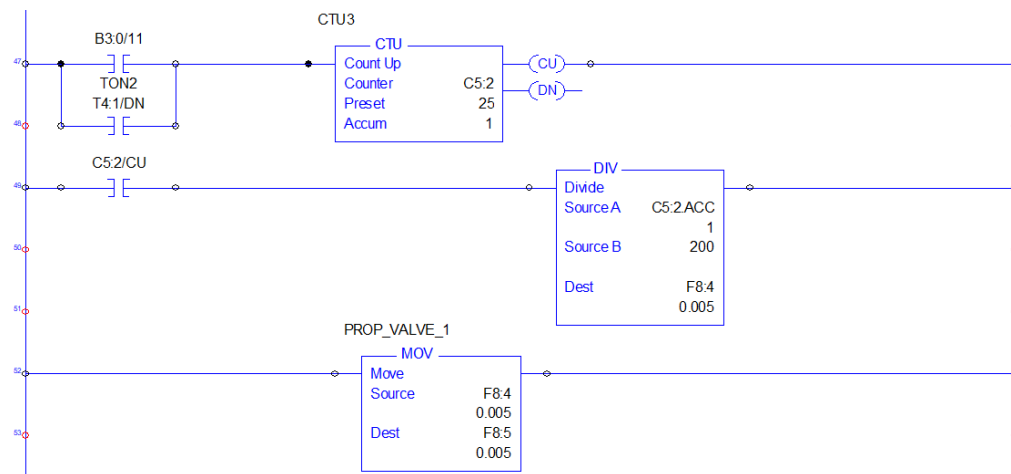 CTU3
B3:0/11
CTU
47
Count Up
CU
TON2
Counter C5:2
DN
T4:1/DN
Preset 25
48
Accum 1
C5:2/CU
DIV
49
Divide
Source A C5:2.ACC
1
50
Source B 200
Dest F8:4
51
0.005
PROP_VALVE_1
MOV
52
Move
Source F8:4
0.005
53
Dest F8:5
0.005